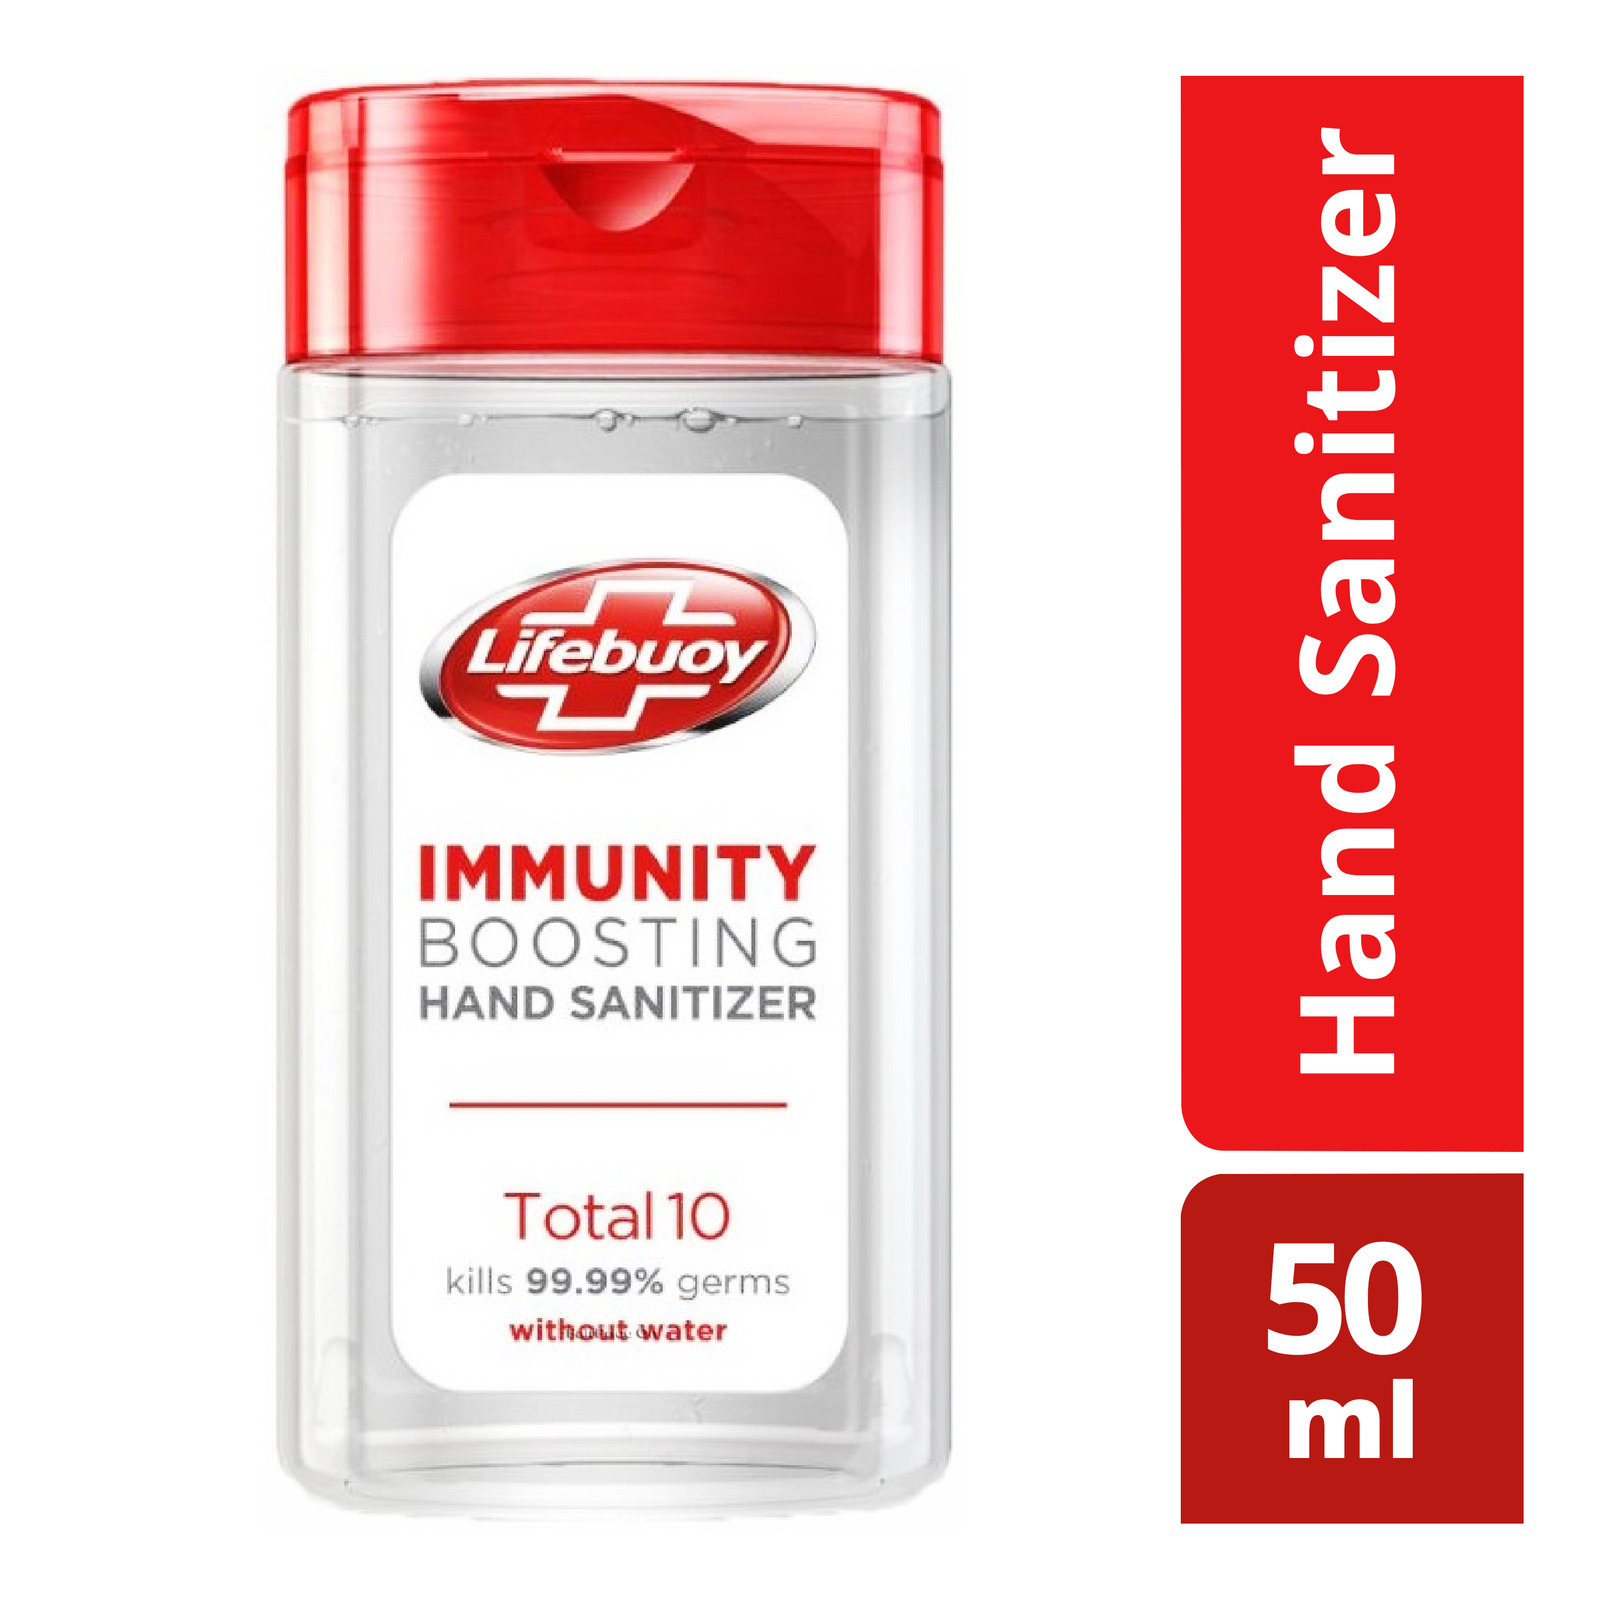 Lifebuoy
IMMUNITY
BOOSTING
HAND SANITIZER
Total 10
kills 99.99% germs
without water
Hand Sanitizer
50
ml